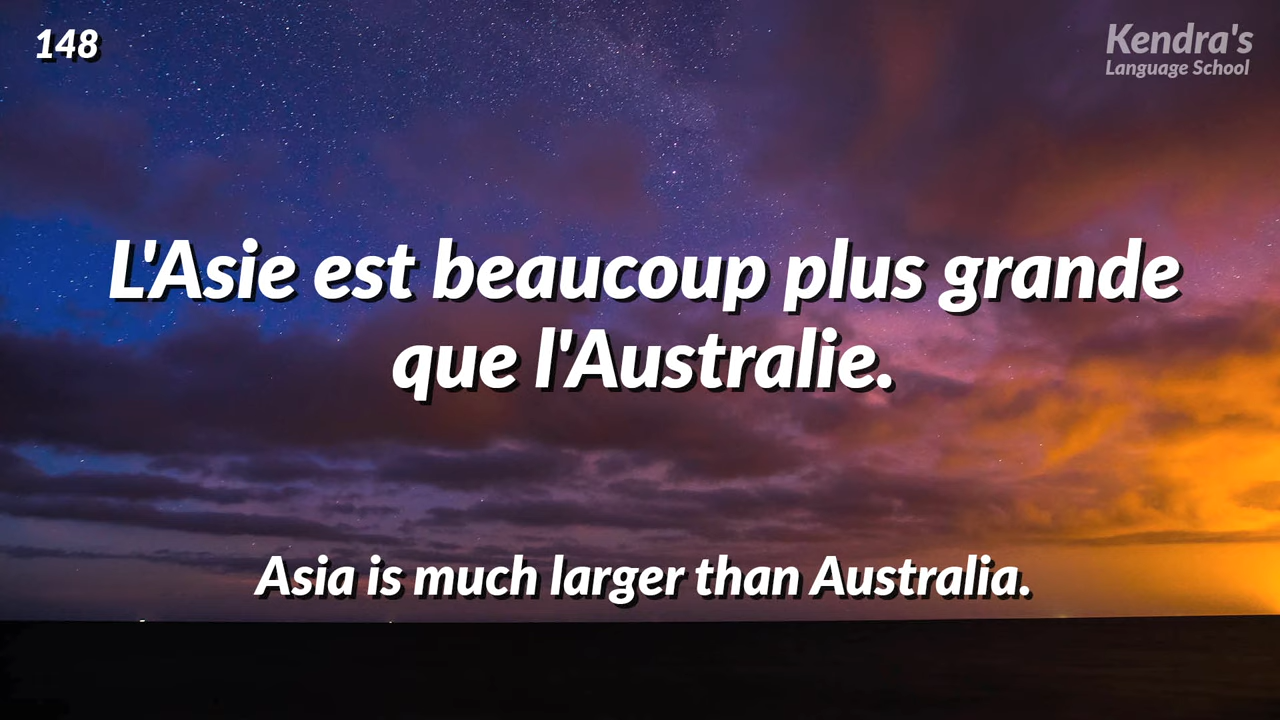 148
Kendra's
Language School
L'Asie est beaucoup plus grande
que l'Australie.
Asia is much larger than Australia.